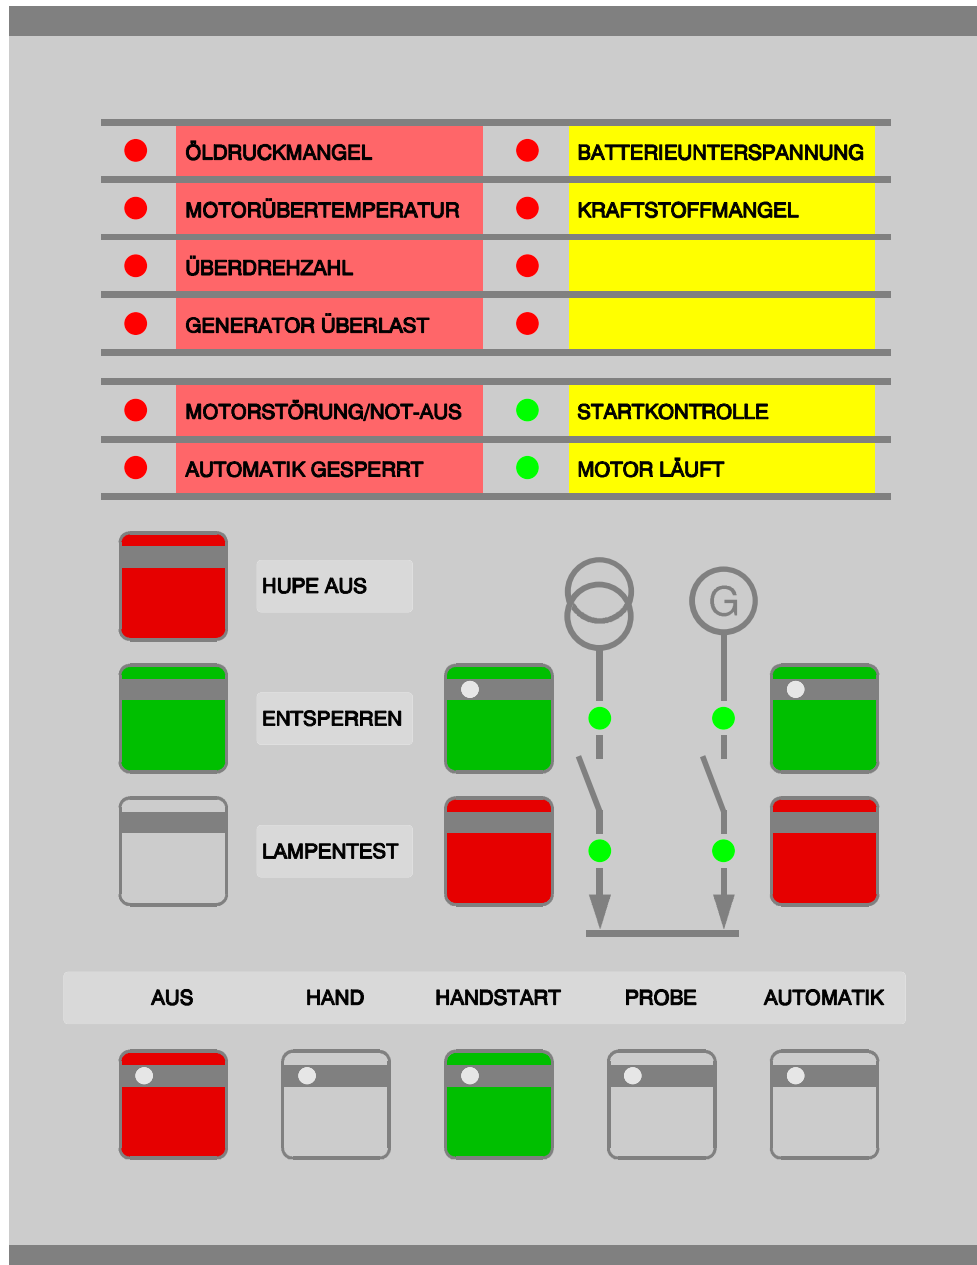 ÖLDRUCKMANGEL BATTERIEUNTERSPANNUNG
MOTORÜBERTEMPERATUR KRAFTSTOFFMANGEL
ÜBERDREHZAHL
GENERATOR ÜBERLAST
MOTORSTÖRUNG/NOT-AUS STARTKONTROLLE
AUTOMATIK GESPERRT MOTOR LÄUFT
HUPE AUS
G
ENTSPERREN
LAMPENTEST
AUS HAND HANDSTART PROBE AUTOMATIK